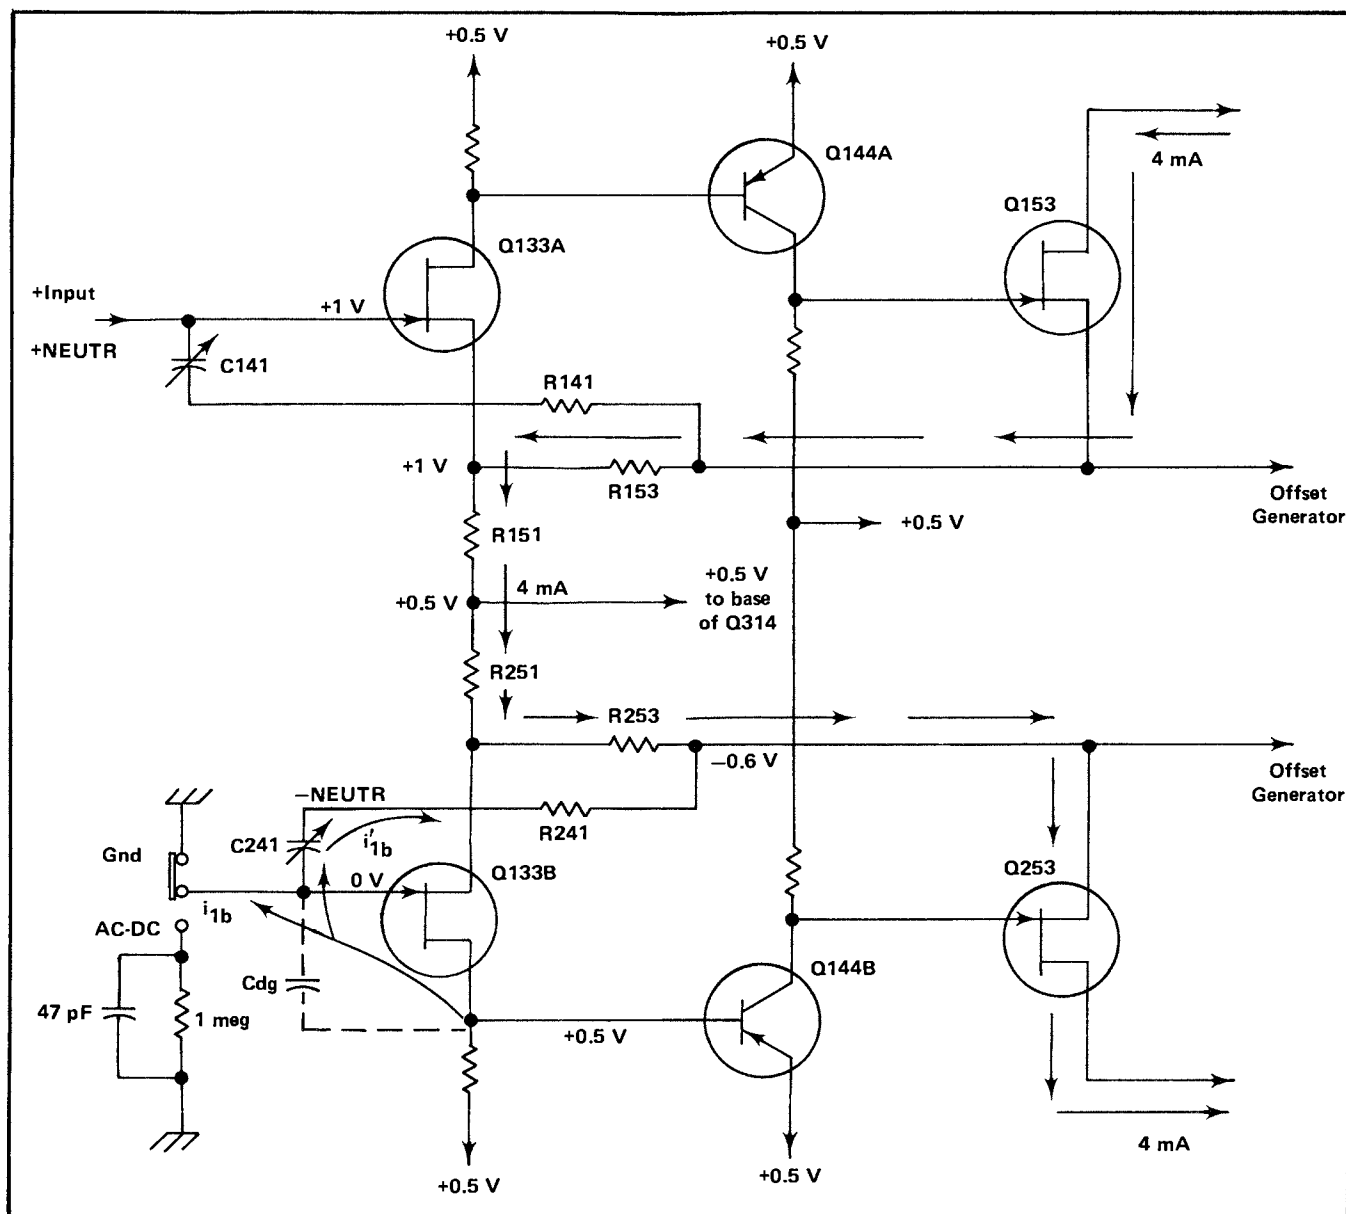 +0.5 V
+0.5 V
Q144A
4 mA
Q153
Q133A
+Input
+1 V
+NEUTR
C141
R141
+1 V
R153
Offset
Generator
R151
+0.5 V
+0.5 V
4 mA
+0.5 V
to base
of Q314
R251
R253
−0.6 V
Offset
Generator
−NEUTR
R241
C241
i'1b
Gnd
0 V
Q133B
Q253
i1b
AC-DC
Cdg
Q144B
47 pF
1 meg
+0.5 V
4 mA
+0.5 V
+0.5 V